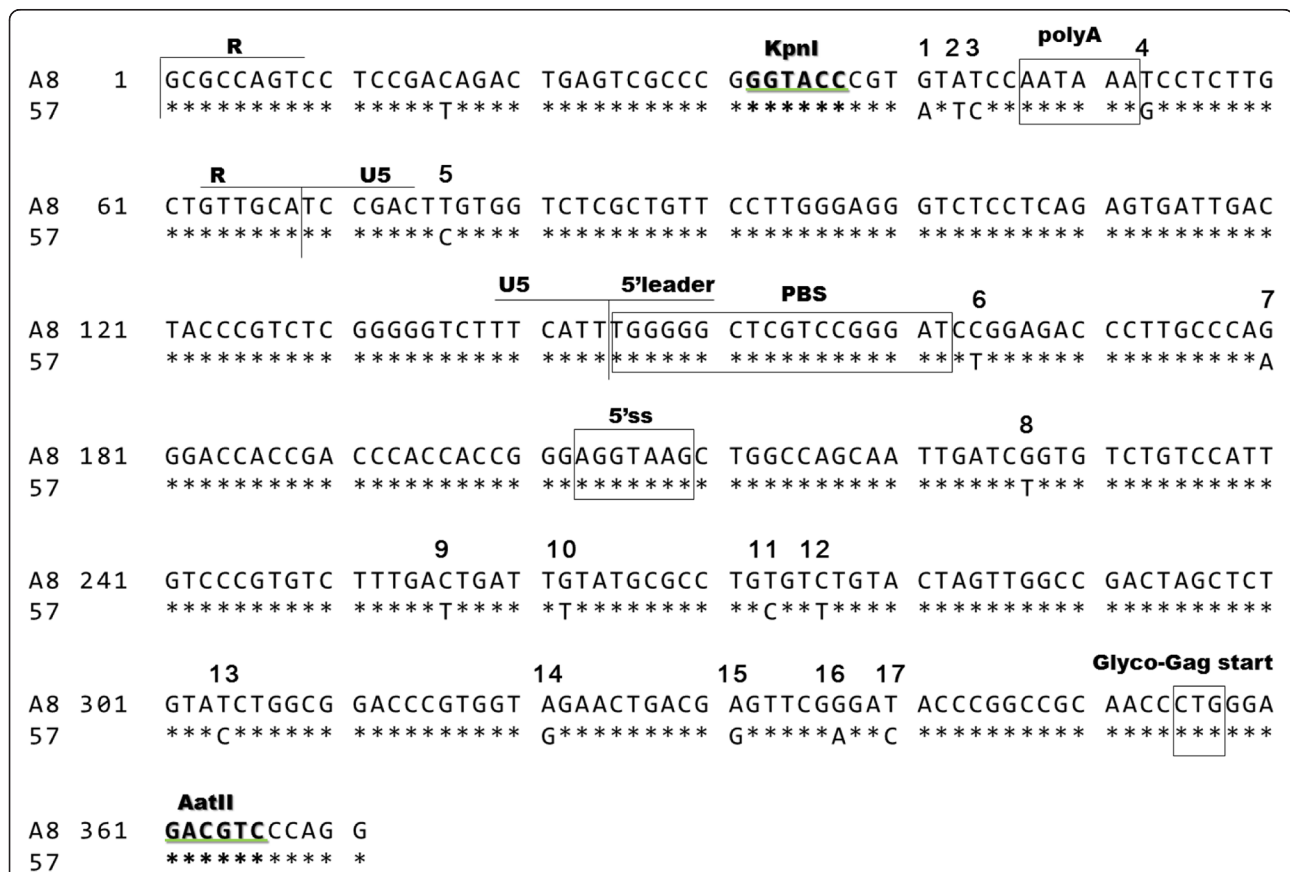 R KpnI 1 2 3 polyA 4
A8 1 GCGCCAGTCC TCCGACAGAC TGAGTCGCCC GGGTACCCGT GTATCCAATA AATCCTCTTG
57 ********** *****T**** ********** ********** A*TC****** **G*******
R U5 5
A8 61 CTGTTGCATC CGACTTGTGG TCTCGCTGTT CCTTGGGAGG GTCTCCTCAG AGTGATTGAC
57 ********** *****C**** ********** ********** ********** **********
U5 5'leader PBS 6 7
A8 121 TACCCGTCTC GGGGGTCTTT CATTTGGGGG CTCGTCCGGG ATCCGGAGAC CCTTGCCCAG
57 ********** ********** ********** ********** ***T****** *********A
5'ss 8
A8 181 GGACCACCGA CCCACCACCG GGAGGTAAGC TGGCCAGCAA TTGATCGGTG TCTGTCCATT
57 ********** ********** ********** ********** ******T*** **********
9 10 11 12
A8 241 GTCCCGTGTC TTTGACTGAT TGTATGCGCC TGTGTCTGTA CTAGTTGGCC GACTAGCTCT
57 ********** *****T**** *T******** **C**T**** ********** **********
13 14 15 16 17 Glyco-Gag start
A8 301 GTATCTGGCG GACCCGTGGT AGAACTGACG AGTTCGGGAT ACCCGGCCGC AACCCTGGGA
57 ***C****** ********** G********* G*****A**C ********** **********
AatII
A8 361 GACGTCCCAG G
57 ********** *